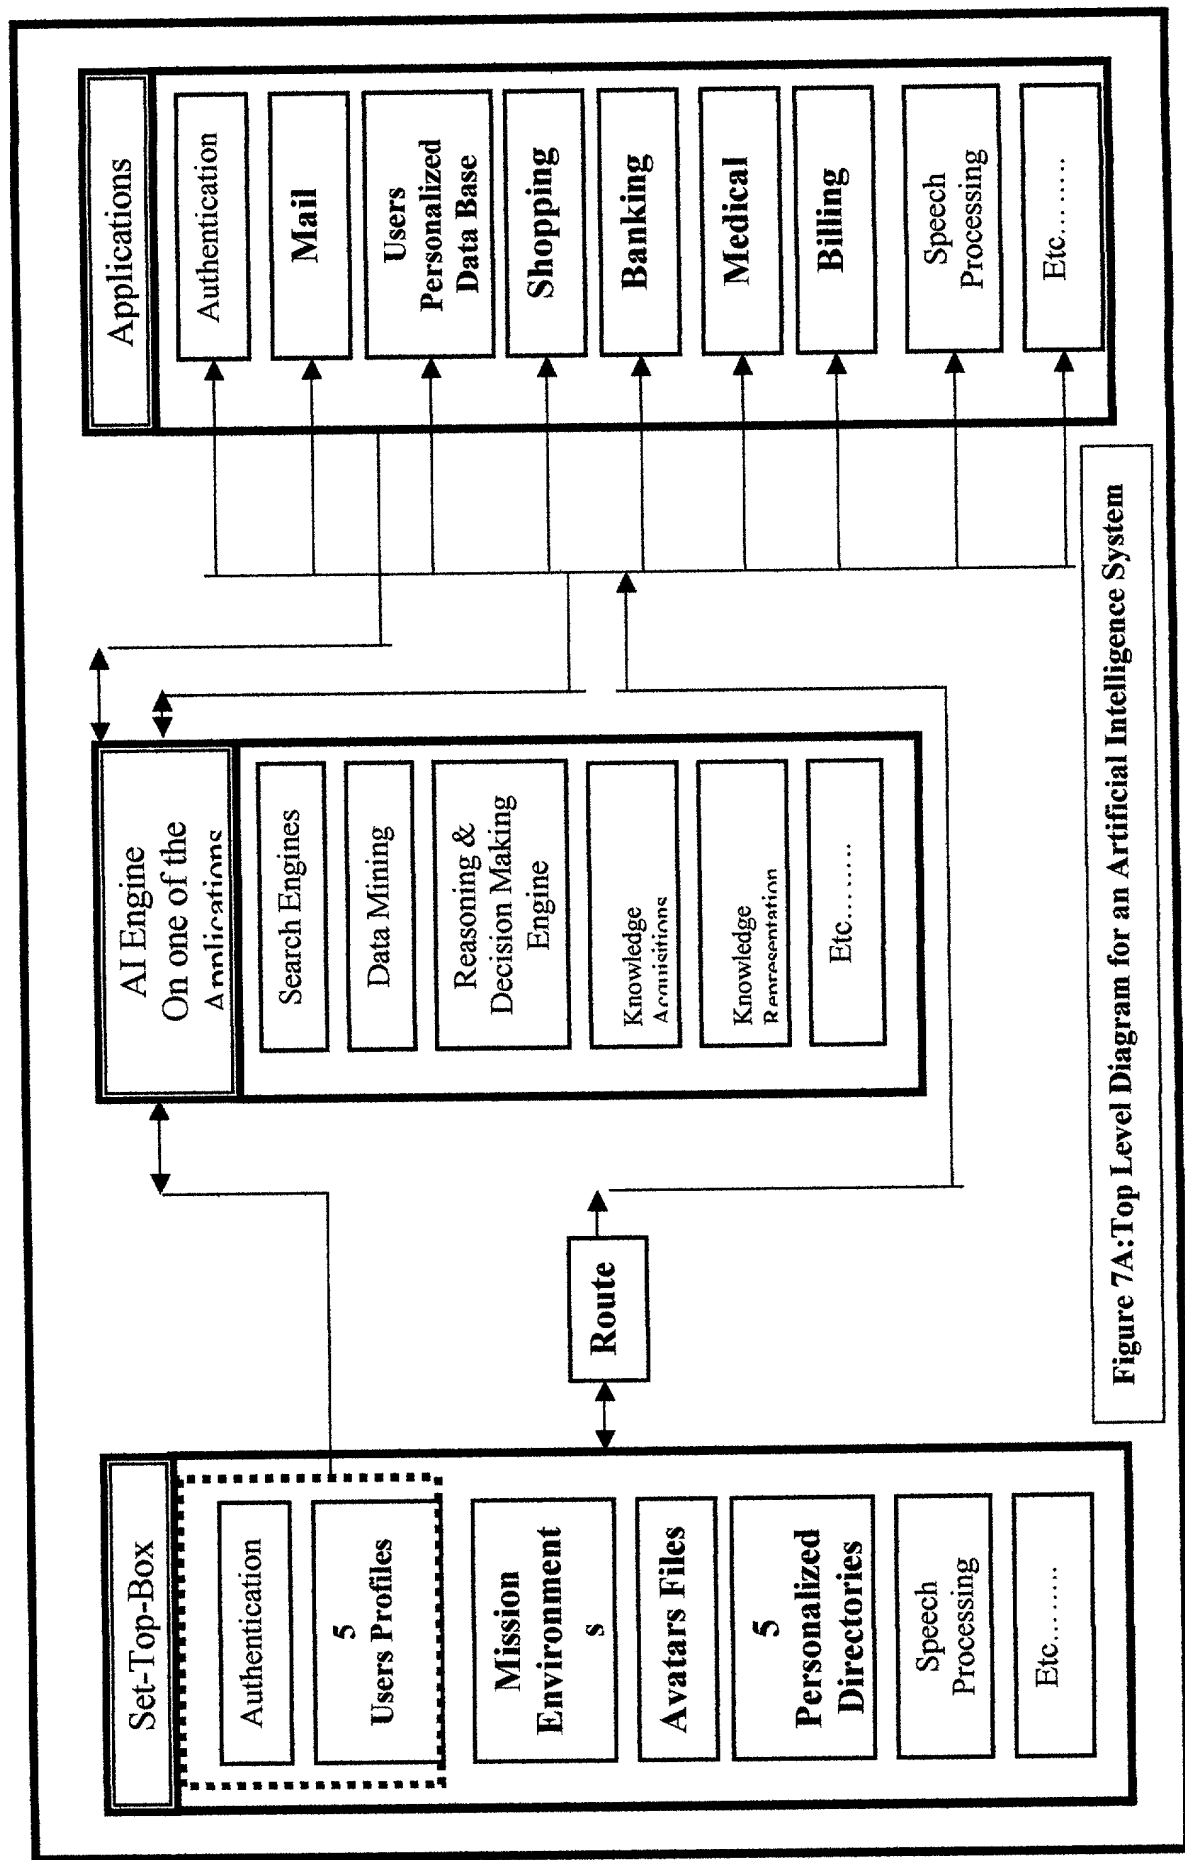 Set-Top-Box
Authentication
5
Users Profiles
Mission
Environment
s
Avatars Files
5
Personalized
Directories
Speech
Processing
Etc........
Route
AI Engine
On one of the
Applications
Search Engines
Data Mining
Reasoning &
Decision Making
Engine
Knowledge
Acquisitions
Knowledge
Representation
Etc........
Applications
Authentication
Mail
Users
Personalized
Data Base
Shopping
Banking
Medical
Billing
Speech
Processing
Etc.........
Figure 7A:Top Level Diagram for an Artificial Intelligence System